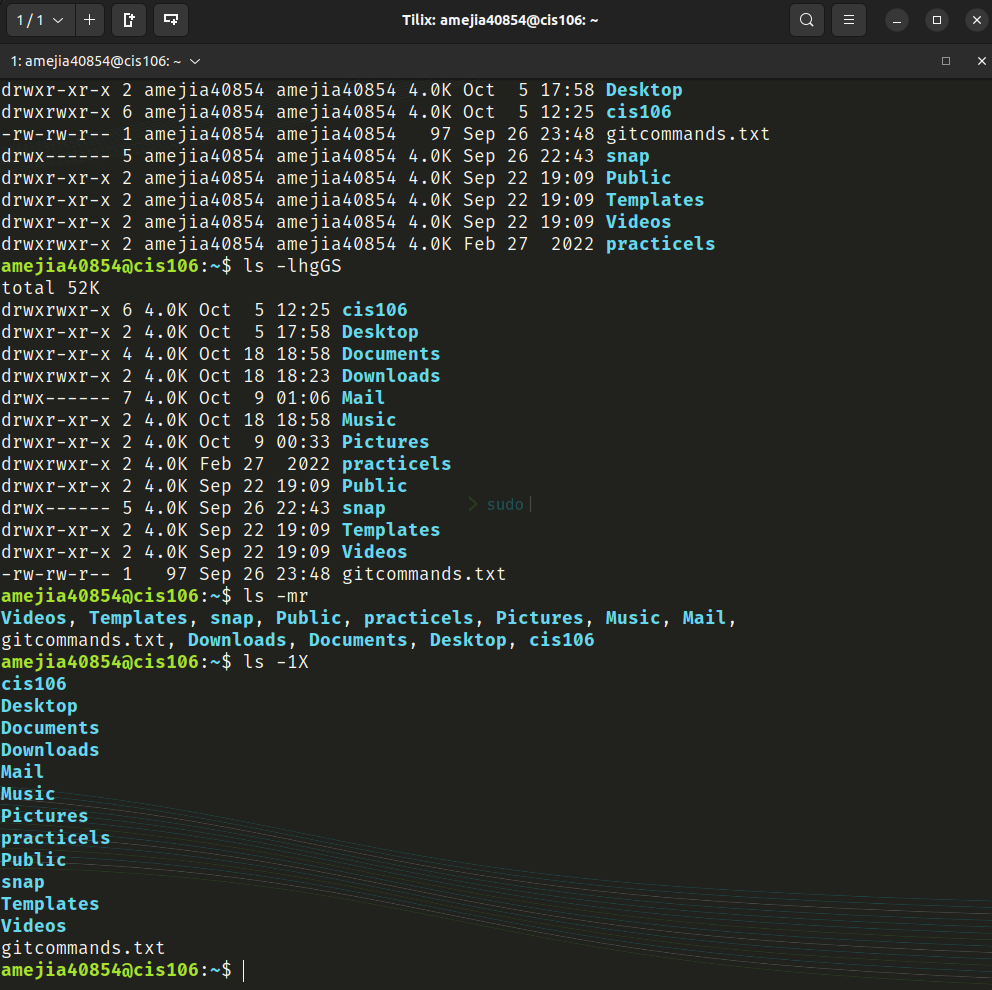 1 / 1
Tilix: amejia40854@cis106: ~
1: amejia40854@cis106: ~
drwxr-xr-x 2 amejia40854 amejia40854 4.0K Oct  5 17:58 Desktop
drwxrwxr-x 6 amejia40854 amejia40854 4.0K Oct  5 12:25 cis106
-rw-rw-r-- 1 amejia40854 amejia40854   97 Sep 26 23:48 gitcommands.txt
drwx------ 5 amejia40854 amejia40854 4.0K Sep 26 22:43 snap
drwxr-xr-x 2 amejia40854 amejia40854 4.0K Sep 22 19:09 Public
drwxr-xr-x 2 amejia40854 amejia40854 4.0K Sep 22 19:09 Templates
drwxr-xr-x 2 amejia40854 amejia40854 4.0K Sep 22 19:09 Videos
drwxrwxr-x 2 amejia40854 amejia40854 4.0K Feb 27  2022 practicels
amejia40854@cis106:~$ ls -lhgGS
total 52K
drwxrwxr-x 6 4.0K Oct  5 12:25 cis106
drwxr-xr-x 2 4.0K Oct  5 17:58 Desktop
drwxr-xr-x 4 4.0K Oct 18 18:58 Documents
drwxrwxr-x 2 4.0K Oct 18 18:23 Downloads
drwx------ 7 4.0K Oct  9 01:06 Mail
drwxr-xr-x 2 4.0K Oct 18 18:58 Music
drwxr-xr-x 2 4.0K Oct  9 00:33 Pictures
drwxrwxr-x 2 4.0K Feb 27  2022 practicels
drwxr-xr-x 2 4.0K Sep 22 19:09 Public
> sudo
drwx------ 5 4.0K Sep 26 22:43 snap
drwxr-xr-x 2 4.0K Sep 22 19:09 Templates
drwxr-xr-x 2 4.0K Sep 22 19:09 Videos
-rw-rw-r-- 1   97 Sep 26 23:48 gitcommands.txt
amejia40854@cis106:~$ ls -mr
Videos, Templates, snap, Public, practicels, Pictures, Music, Mail,
gitcommands.txt, Downloads, Documents, Desktop, cis106
amejia40854@cis106:~$ ls -1X
cis106
Desktop
Documents
Downloads
Mail
Music
Pictures
practicels
Public
snap
Templates
Videos
gitcommands.txt
amejia40854@cis106:~$